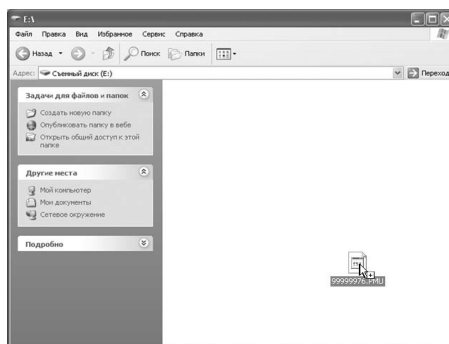 E:\
Файл Правка Вид Избранное Сервис Справка
Назад Поиск Папки
Адрес: Съемный диск (E:) Переход
Задачи для файлов и папок
Создать новую папку
Опубликовать папку в вебе
Открыть общий доступ к этой
папке
Другие места
Мой компьютер
Мои документы
Сетевое окружение
Подробно
99999976.PMU